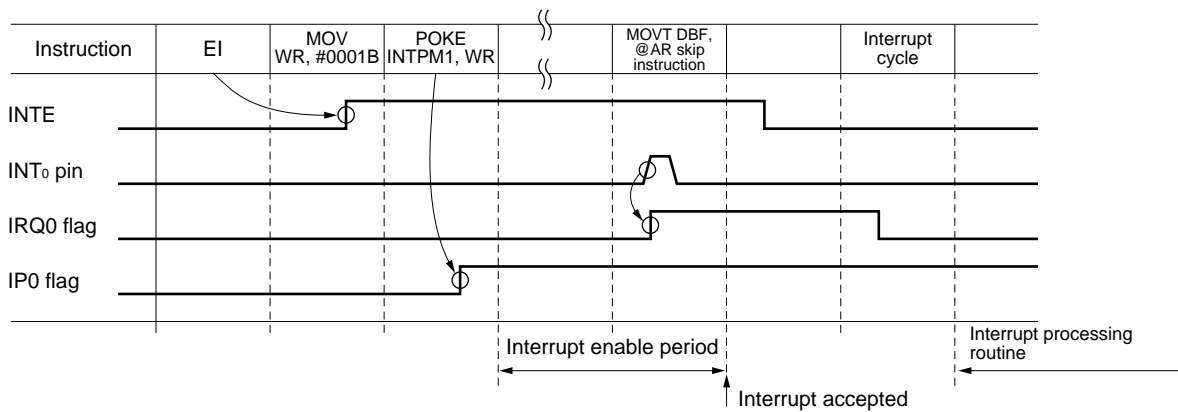 Instruction
EI
MOV
WR, #0001B
POKE
INTPM1, WR
MOVT DBF,
@AR skip
instruction
Interrupt
cycle
INTE
INT₀ pin
IRQ0 flag
IP0 flag
Interrupt enable period
Interrupt processing
routine
Interrupt accepted